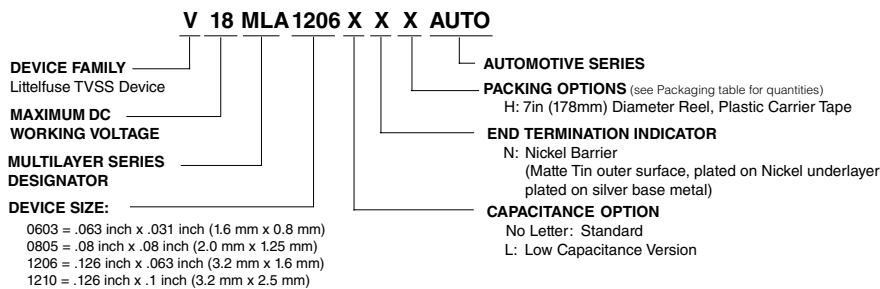 V 18 MLA 1206 X X X AUTO
DEVICE FAMILY
Littelfuse TVSS Device
MAXIMUM DC
WORKING VOLTAGE
MULTILAYER SERIES
DESIGNATOR
DEVICE SIZE:
0603 = .063 inch x .031 inch (1.6 mm x 0.8 mm)
0805 = .08 inch x .08 inch (2.0 mm x 1.25 mm)
1206 = .126 inch x .063 inch (3.2 mm x 1.6 mm)
1210 = .126 inch x .1 inch (3.2 mm x 2.5 mm)
AUTOMOTIVE SERIES
PACKING OPTIONS (see Packaging table for quantities)
H: 7in (178mm) Diameter Reel, Plastic Carrier Tape
END TERMINATION INDICATOR
N: Nickel Barrier
(Matte Tin outer surface, plated on Nickel underlayer
plated on silver base metal)
CAPACITANCE OPTION
No Letter: Standard
L: Low Capacitance Version